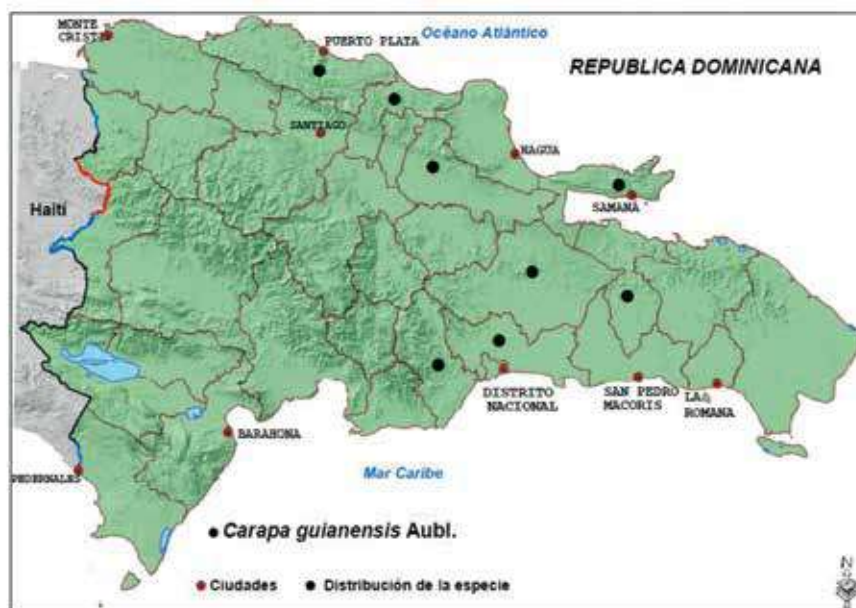 MONTE
CRISTI
PUERTO PLATA
Océano Atlántico
REPUBLICA DOMINICANA
SANTIAGO
NAGUA
Haití
SAMANA
DISTRITO
NACIONAL
SAN PEDRO
MACORIS
LA
ROMANA
BARAHONA
PEDERNALES
Mar Caribe
Carapa guianensis Aubl.
Ciudades
Distribución de la especie
N